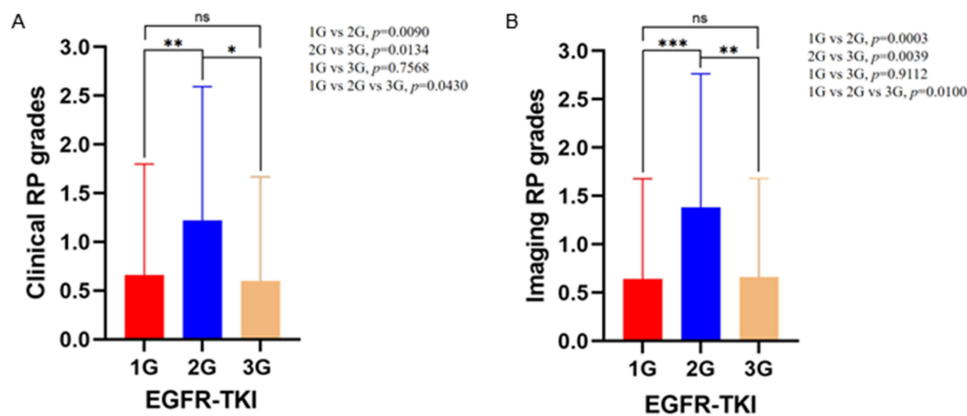 A
ns
**
*
1G vs 2G, p=0.0090
2G vs 3G, p=0.0134
1G vs 3G, p=0.7568
1G vs 2G vs 3G, p=0.0430
Clinical RP grades
3.0
2.5
2.0
1.5
1.0
0.5
0.0
1G 2G 3G
EGFR-TKI
B
ns
***
**
1G vs 2G, p=0.0003
2G vs 3G, p=0.0039
1G vs 3G, p=0.9112
1G vs 2G vs 3G, p=0.0100
Imaging RP grades
3.0
2.5
2.0
1.5
1.0
0.5
0.0
1G 2G 3G
EGFR-TKI